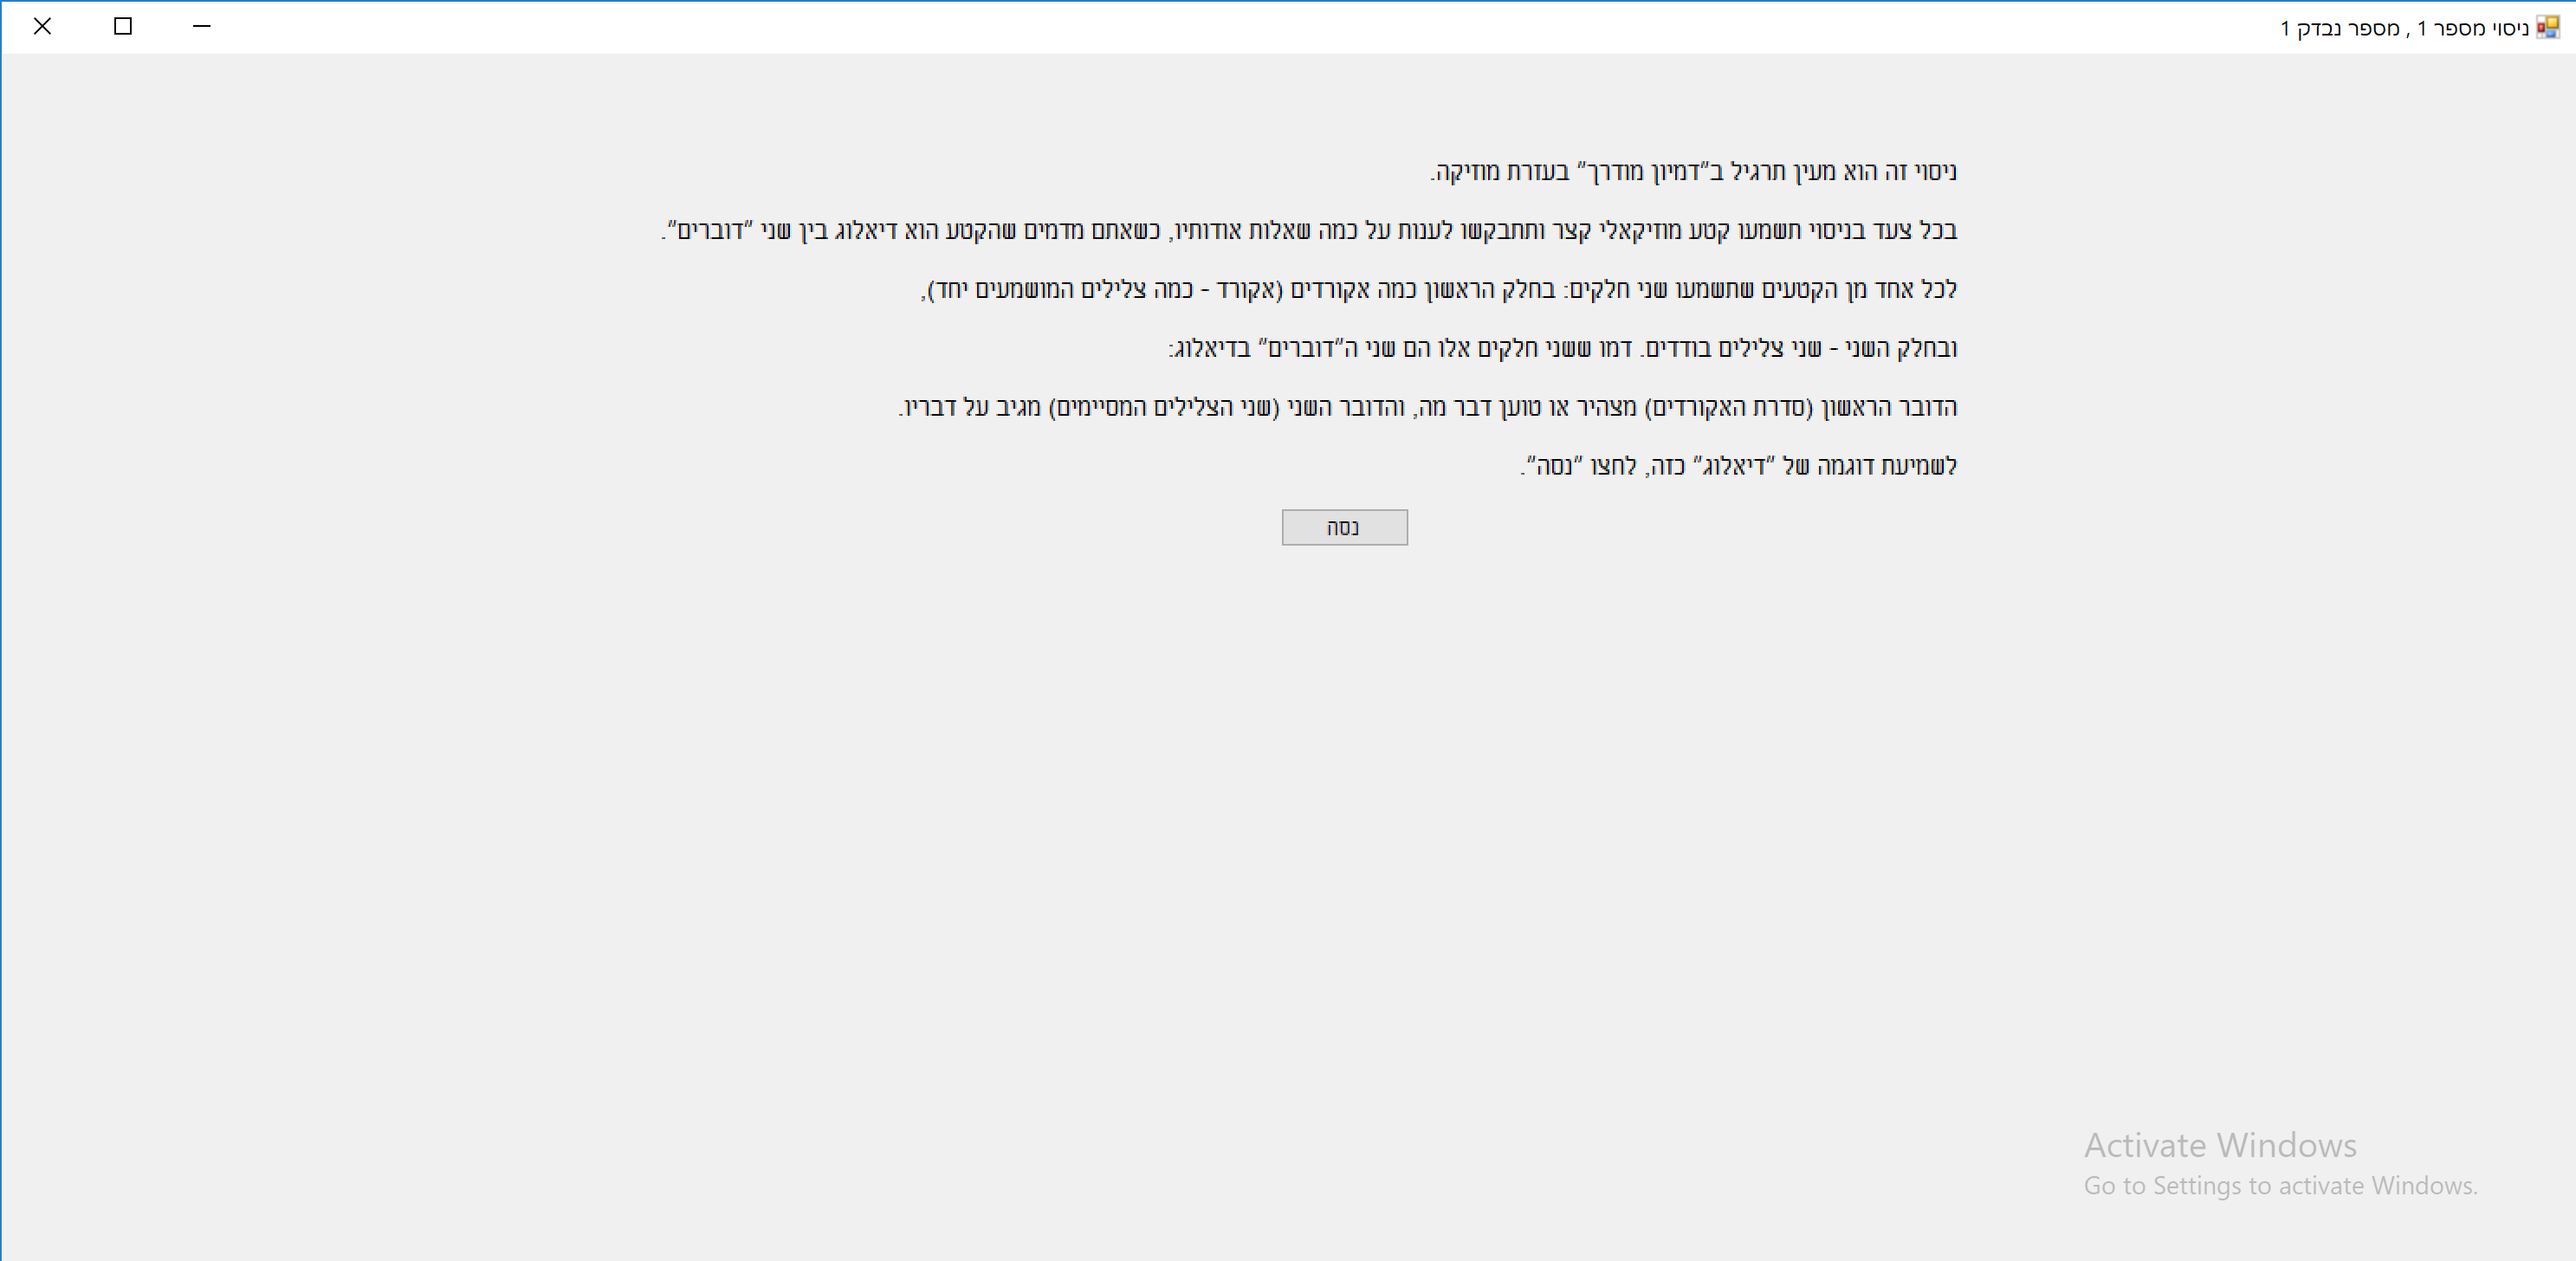 ניסוי מספר 1 , מספר נבדק 1
ניסוי זה הוא מעין תרגיל ב"דמיון מודרך" בעזרת מוזיקה.
בכל צעד בניסוי תשמעו קטע מוזיקאלי קצר ותתבקשו לענות על כמה שאלות אודותיו, כשאתם מדמים שהקטע הוא דיאלוג בין שני "דוברים".
לכל אחד מן הקטעים שתשמעו שני חלקים: בחלק הראשון כמה אקורדים (אקורד - כמה צלילים המושמעים יחד),
ובחלק השני - שני צלילים בודדים. דמו ששני חלקים אלו הם שני ה"דוברים" בדיאלוג:
הדובר הראשון (סדרת האקורדים) מצהיר או טוען דבר מה, והדובר השני (שני הצלילים המסיימים) מגיב על דבריו.
לשמיעת דוגמה של "דיאלוג" כזה, לחצו "נסה".
נסה
Activate Windows
Go to Settings to activate Windows.